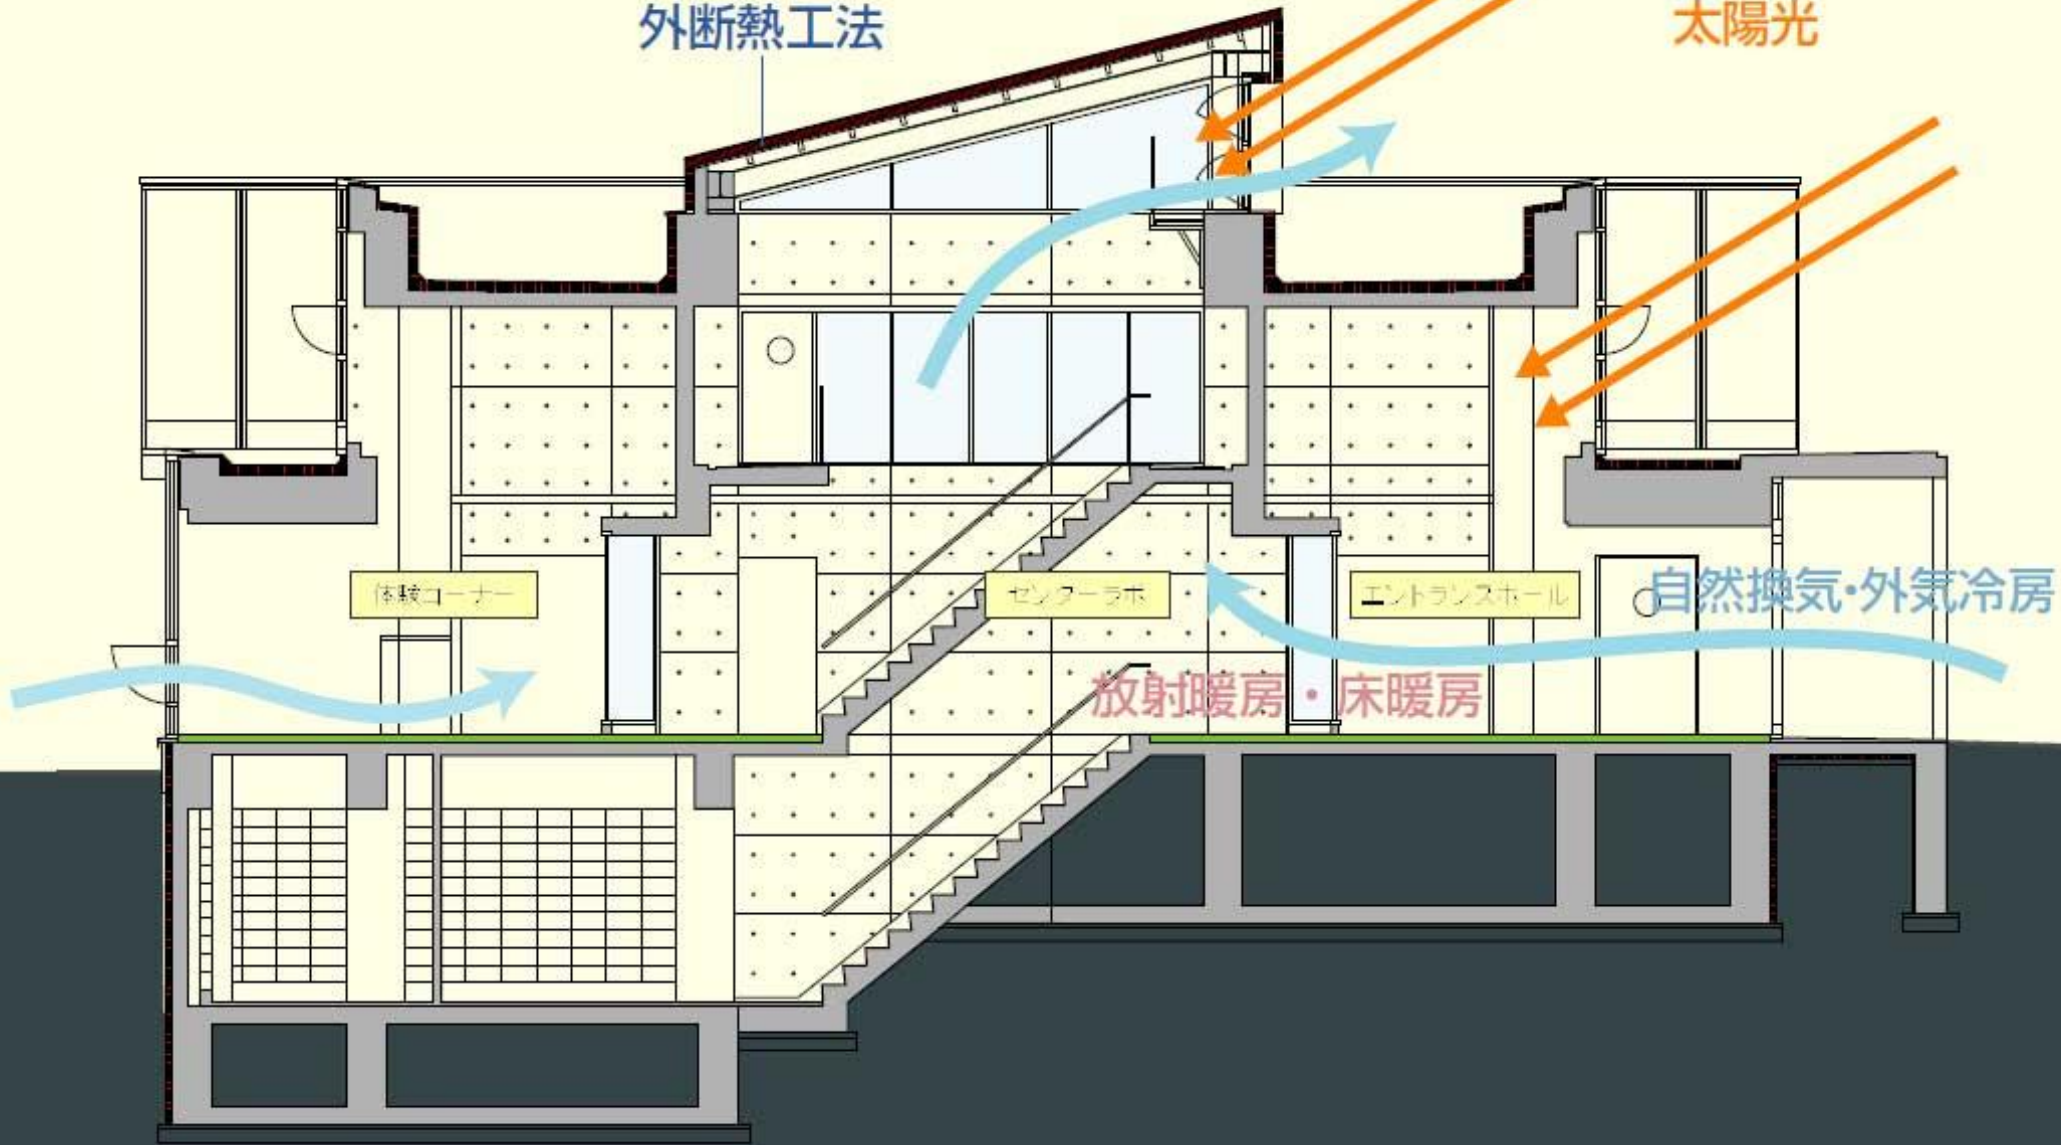 外断熱工法
太陽光
体験コーナー
センターラボ
エントランスホール
自然換気・外気冷房
放射暖房・床暖房